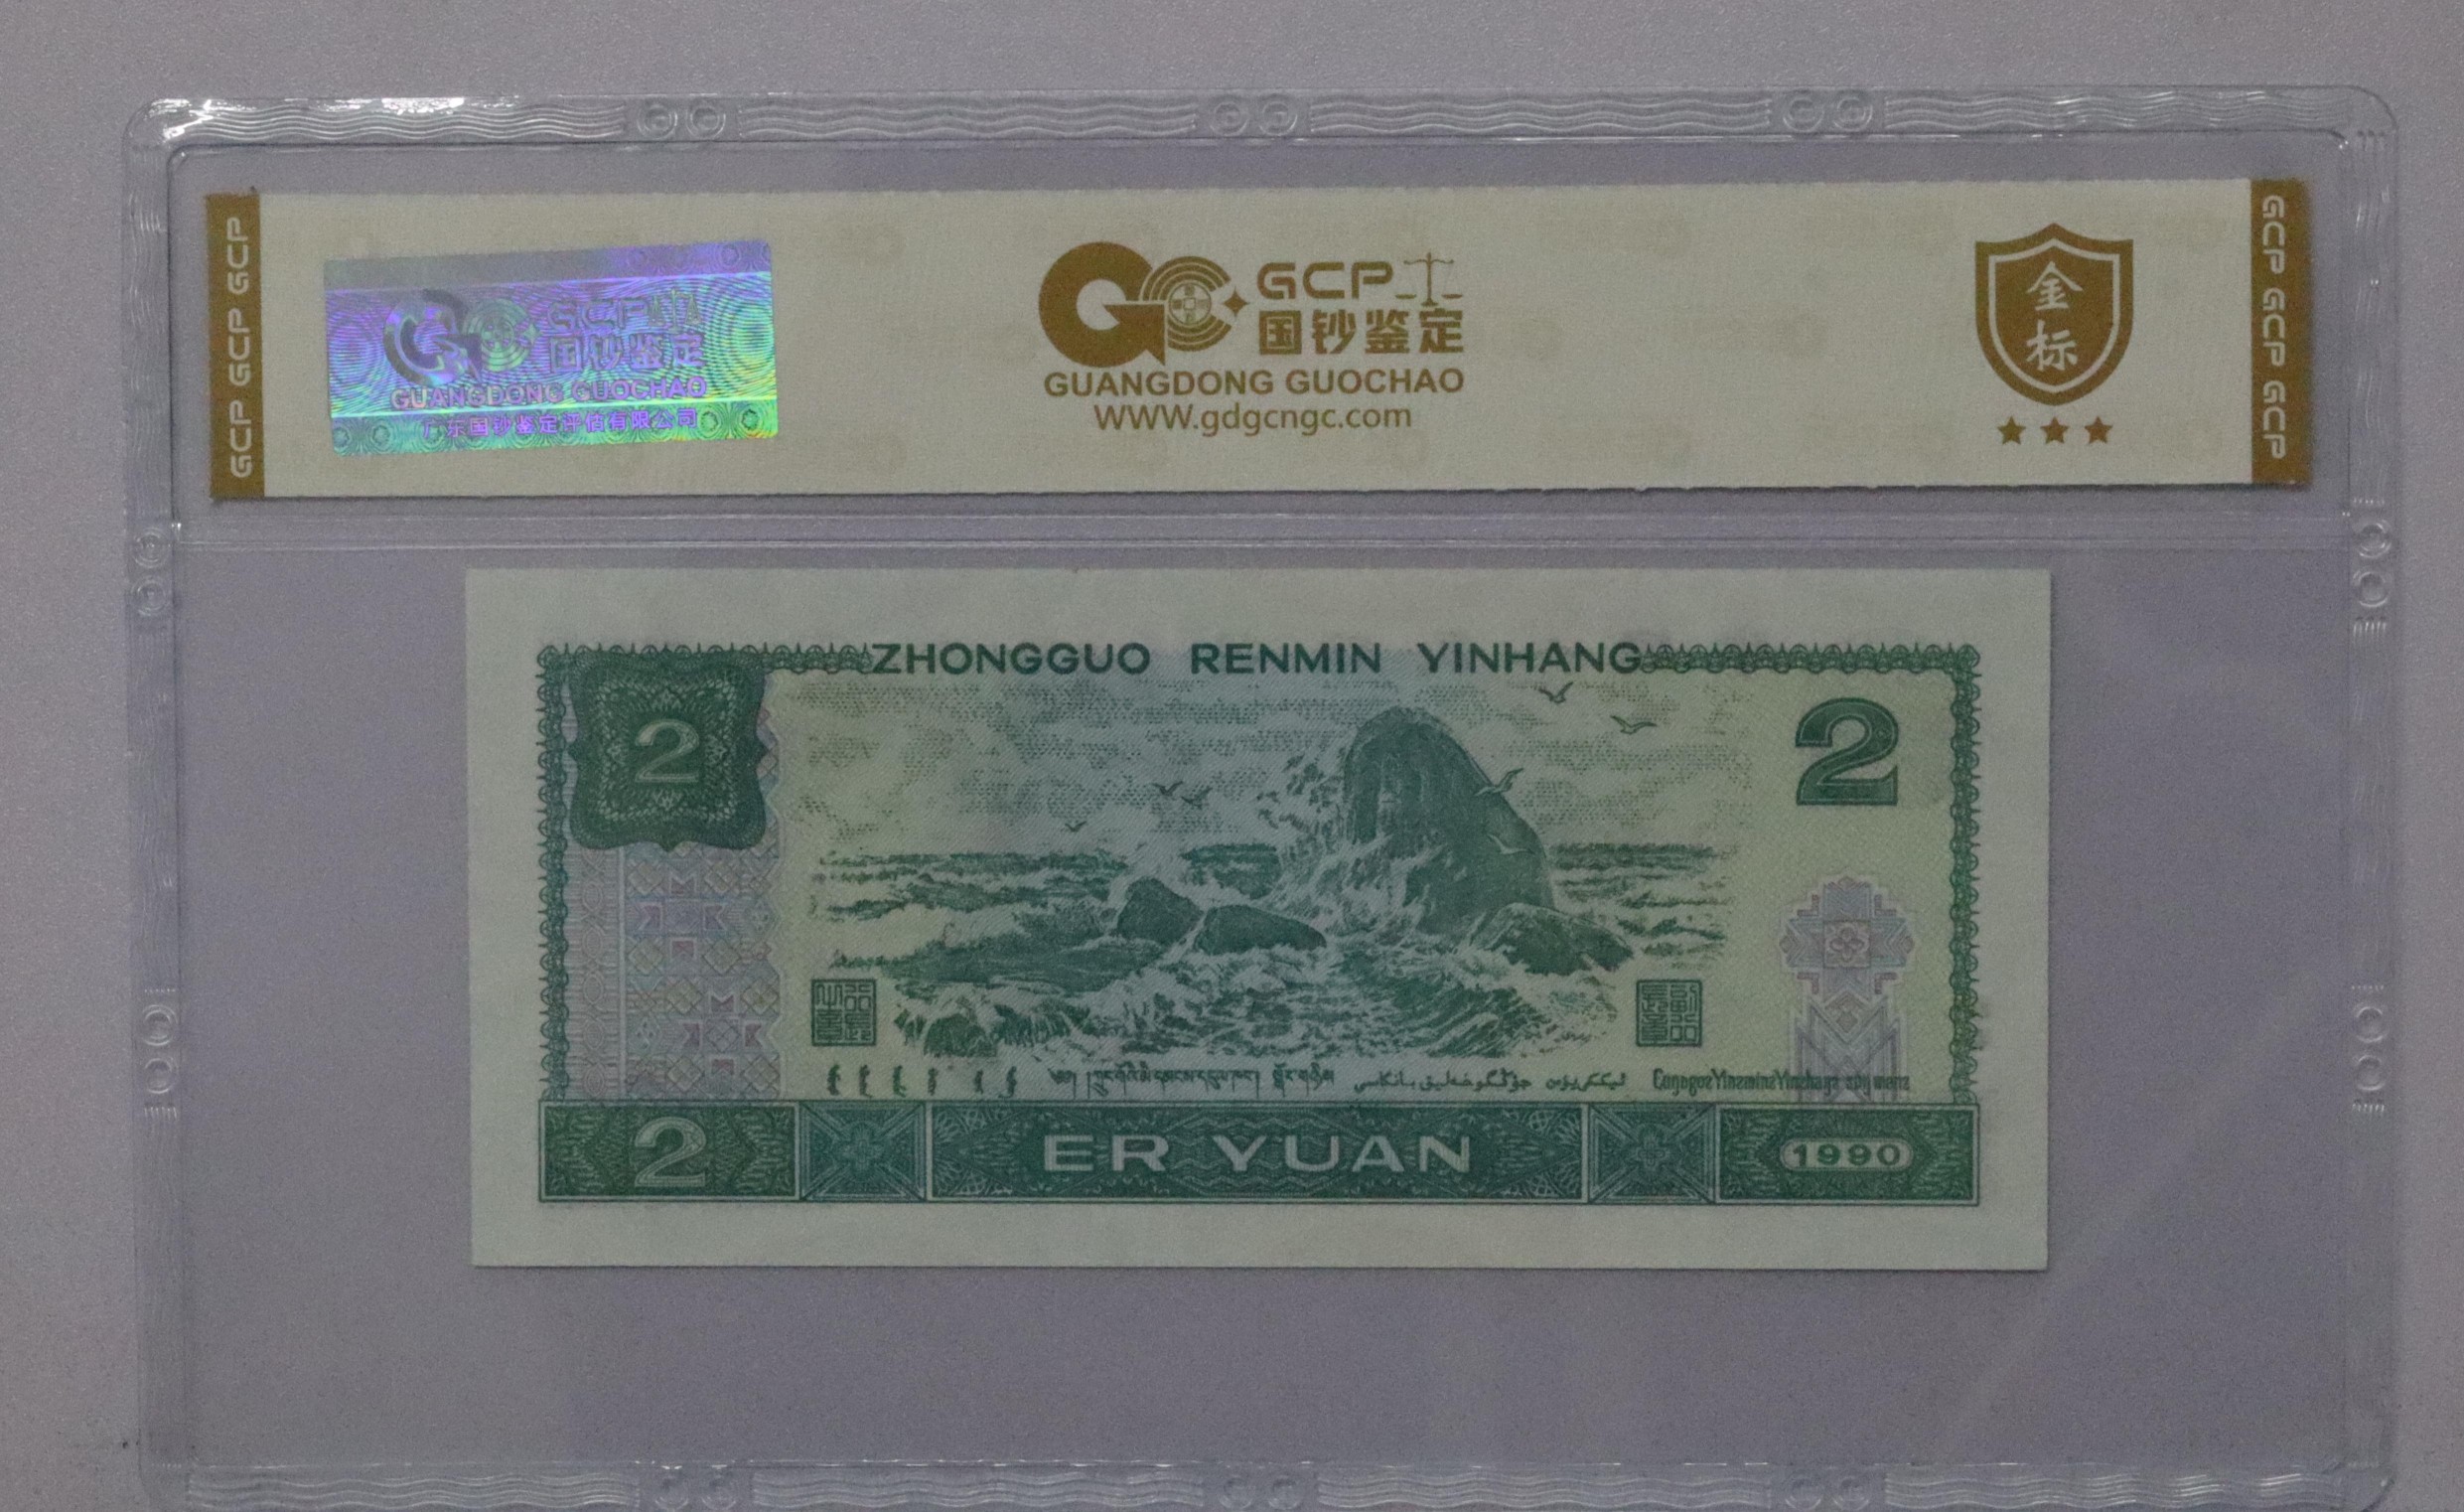 GCP GCP GCP
GCP
国钞鉴定
GUANGDONG GUOCHAO
广东国钞鉴定评估有限公司
GCP
国钞鉴定
GUANGDONG GUOCHAO
WWW.gdgcngc.com
金
标
GCP GCP GCP
ZHONGGUO RENMIN YINHANG
2
2
2
ER YUAN
1990